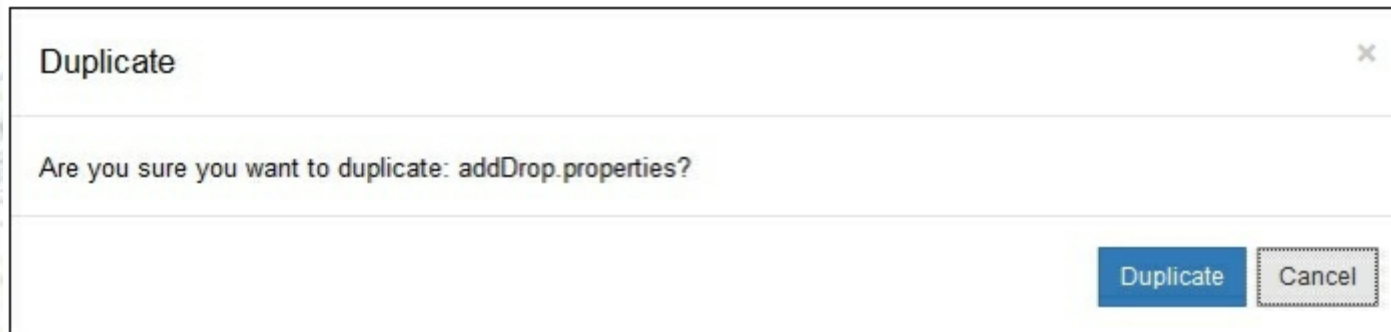 Duplicate ×
Are you sure you want to duplicate: addDrop.properties?
Duplicate Cancel